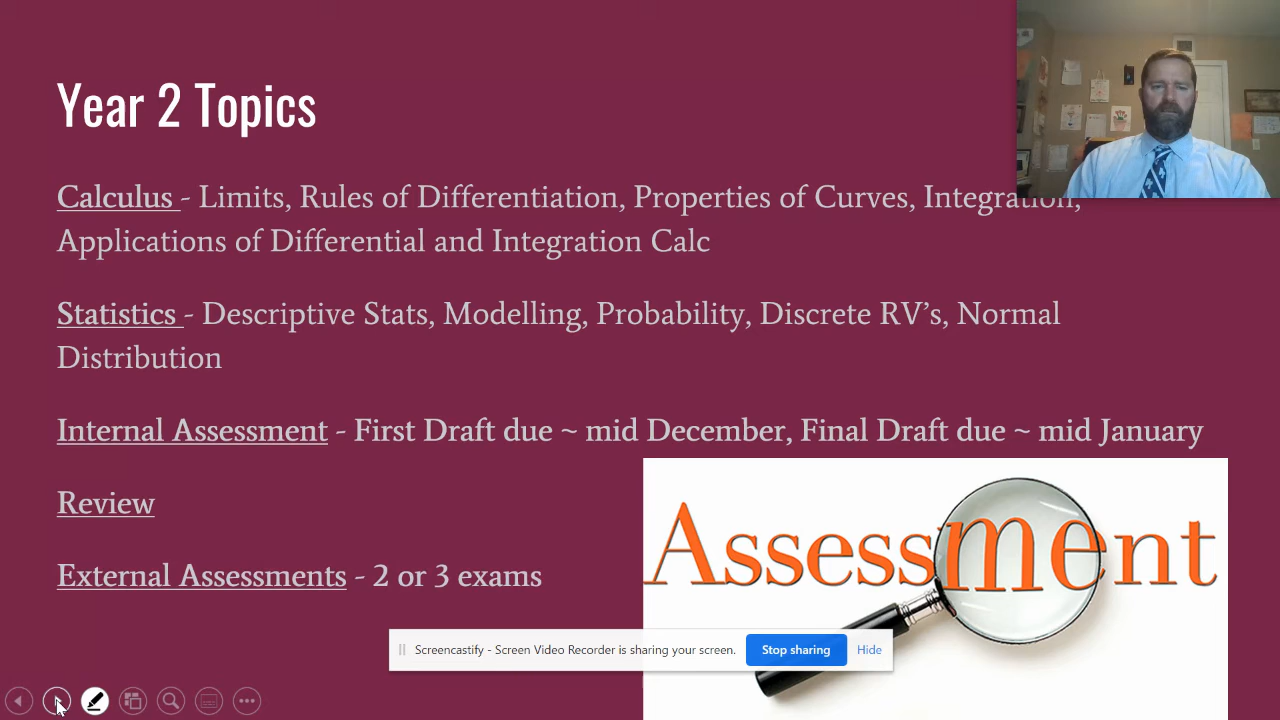 Year 2 Topics
Calculus - Limits, Rules of Differentiation, Properties of Curves, Integration,
Applications of Differential and Integration Calc
Statistics - Descriptive Stats, Modelling, Probability, Discrete RV’s, Normal
Distribution
Internal Assessment - First Draft due ~ mid December, Final Draft due ~ mid January
Review
Assessment
External Assessments - 2 or 3 exams
Screencastify - Screen Video Recorder is sharing your screen. Stop sharing Hide